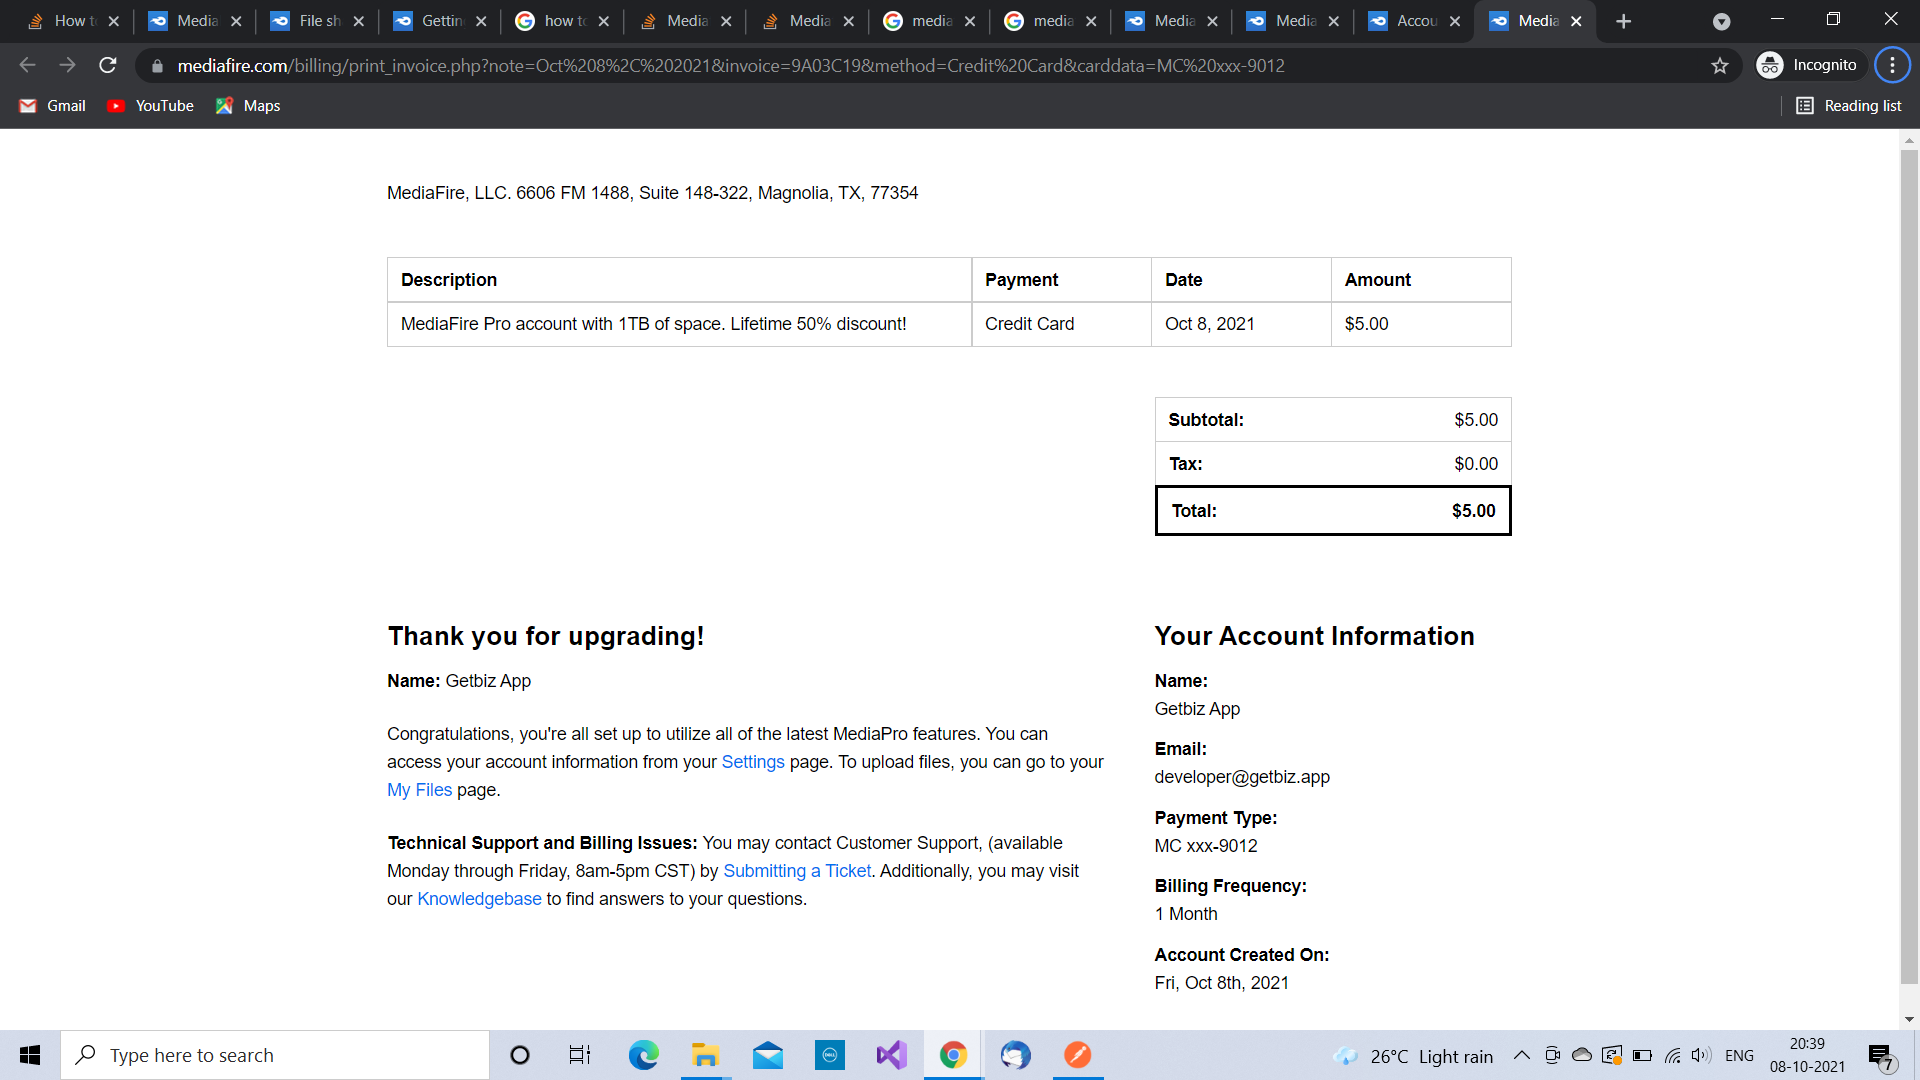 How t
Media
File sh
Gettin
how to
Media
Media
media
media
Media
Media
Accou
Media
mediafire.com/billing/print_invoice.php?note=Oct%208%2C%202021&invoice=9A03C19&method=Credit%20Card&carddata=MC%20xxx-9012
Incognito
Gmail
YouTube
Maps
Reading list
MediaFire, LLC. 6606 FM 1488, Suite 148-322, Magnolia, TX, 77354
Description Payment Date Amount
MediaFire Pro account with 1TB of space. Lifetime 50% discount! Credit Card Oct 8, 2021 $5.00
Subtotal: $5.00
Tax: $0.00
Total: $5.00
Thank you for upgrading!
Name: Getbiz App
Congratulations, you're all set up to utilize all of the latest MediaPro features. You can
access your account information from your Settings page. To upload files, you can go to your
My Files page.
Technical Support and Billing Issues: You may contact Customer Support, (available
Monday through Friday, 8am-5pm CST) by Submitting a Ticket. Additionally, you may visit
our Knowledgebase to find answers to your questions.
Your Account Information
Name:
Getbiz App
Email:
developer@getbiz.app
Payment Type:
MC xxx-9012
Billing Frequency:
1 Month
Account Created On:
Fri, Oct 8th, 2021
Type here to search
DELL
26°C Light rain
ENG
20:39
08-10-2021
7